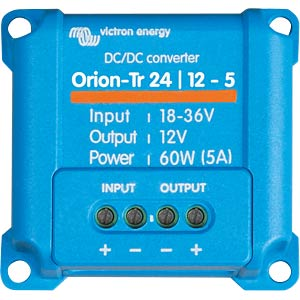 victron energy
DC/DC converter
Orion-Tr 24 | 12 - 5
Input | 18-36V
Output | 12V
Power | 60W (5A)
INPUT OUTPUT
+ - - +